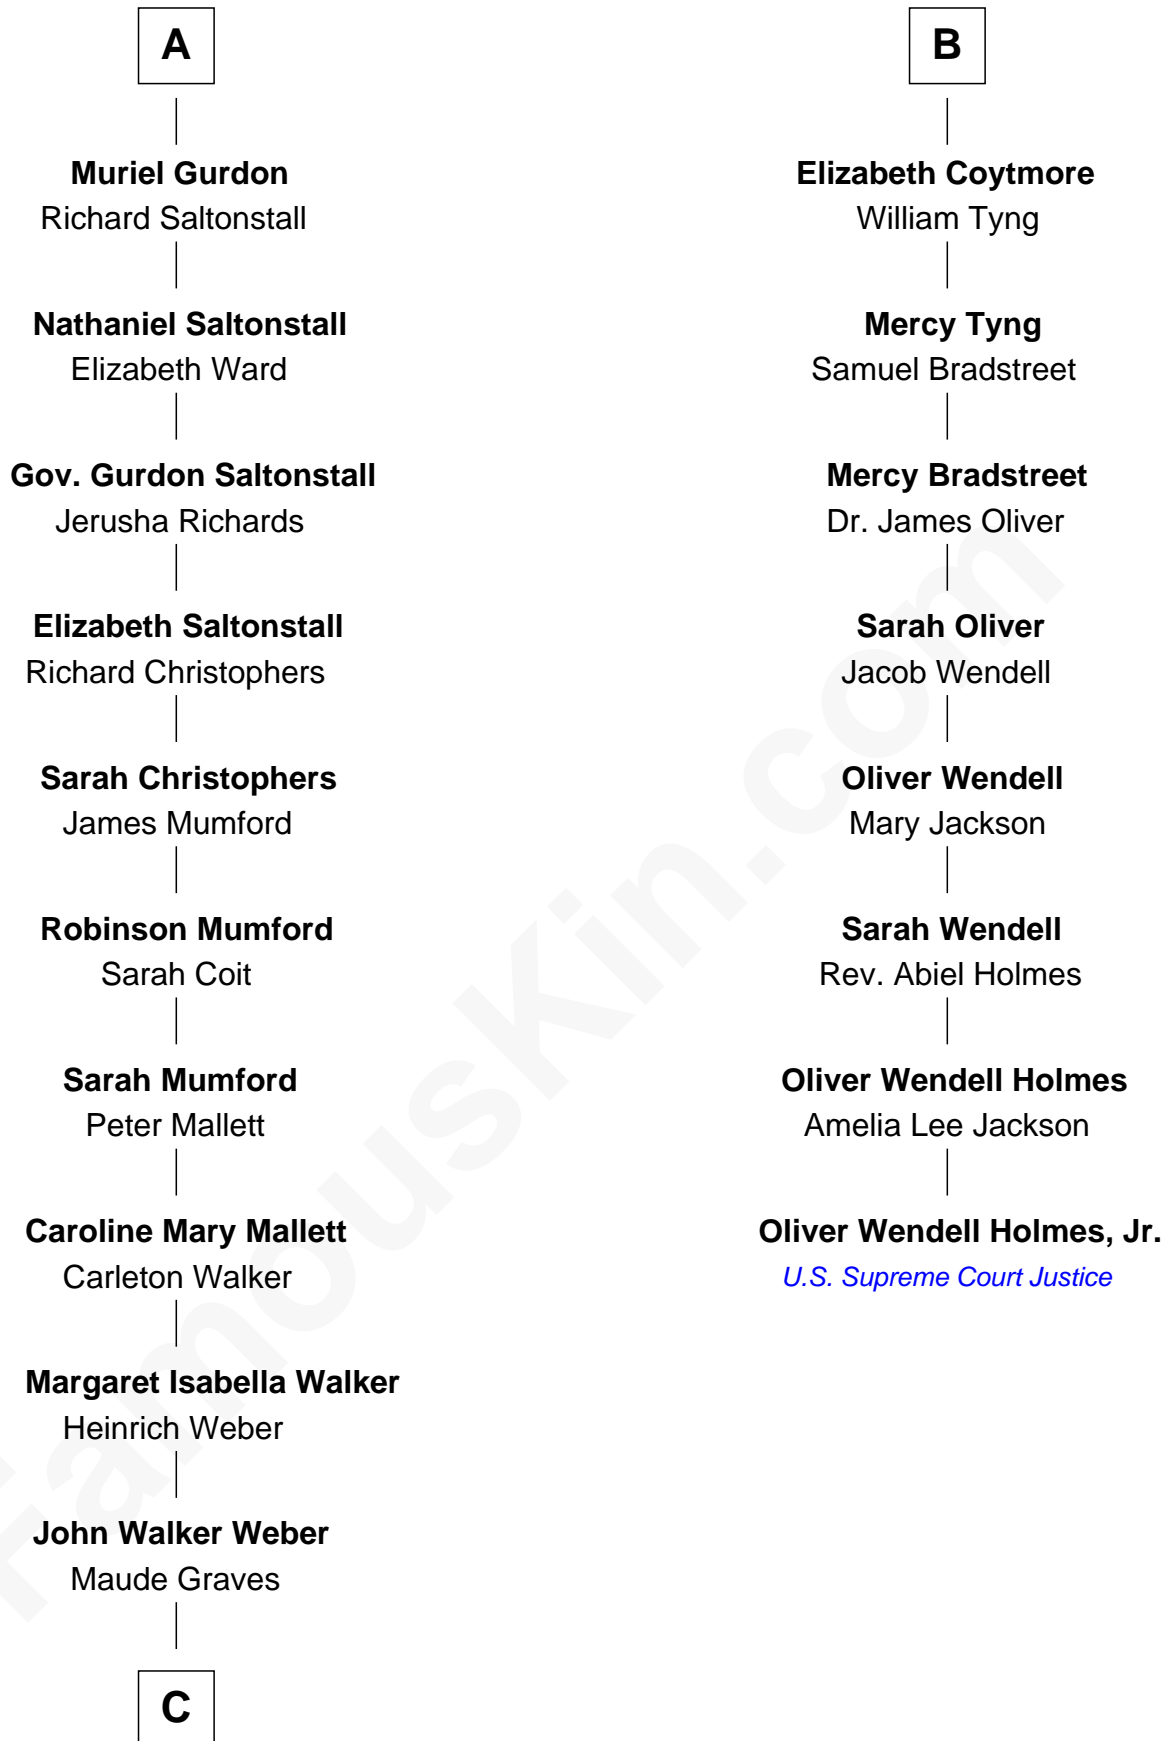 A
Muriel Gurdon
Richard Saltonstall
Nathaniel Saltonstall
Elizabeth Ward
Gov. Gurdon Saltonstall
Jerusha Richards
Elizabeth Saltonstall
Richard Christophers
Sarah Christophers
James Mumford
Robinson Mumford
Sarah Coit
Sarah Mumford
Peter Mallett
Caroline Mary Mallett
Carleton Walker
Margaret Isabella Walker
Heinrich Weber
John Walker Weber
Maude Graves
C
B
Elizabeth Coytmore
William Tyng
Mercy Tyng
Samuel Bradstreet
Mercy Bradstreet
Dr. James Oliver
Sarah Oliver
Jacob Wendell
Oliver Wendell
Mary Jackson
Sarah Wendell
Rev. Abiel Holmes
Oliver Wendell Holmes
Amelia Lee Jackson
Oliver Wendell Holmes, Jr.
U.S. Supreme Court Justice
FamousKin.com